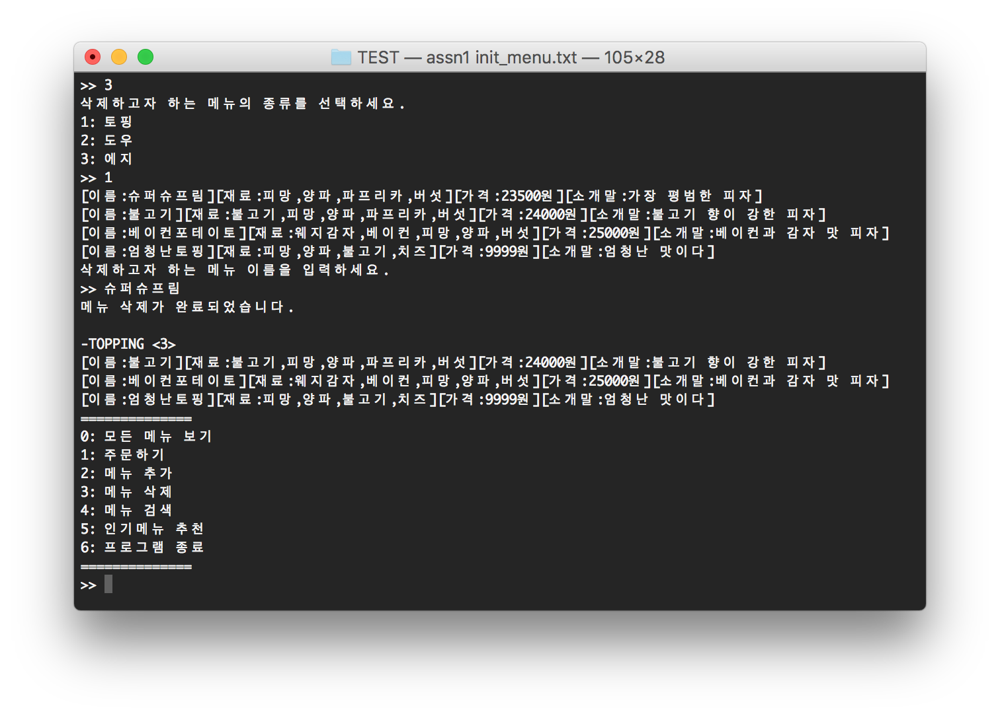 TEST — assn1 init_menu.txt — 105×28
>> 3
삭제하고자 하는 메뉴의 종류를 선택하세요.
1: 토핑
2: 도우
3: 에지
>> 1
[이름:슈퍼슈프림][재료:피망,양파,파프리카,버섯][가격:23500원][소개말:가장 평범한 피자]
[이름:불고기][재료:불고기,피망,양파,파프리카,버섯][가격:24000원][소개말:불고기 향이 강한 피자]
[이름:베이컨포테이토][재료:웨지감자,베이컨,피망,양파,버섯][가격:25000원][소개말:베이컨과 감자 맛 피자]
[이름:엄청난토핑][재료:피망,양파,불고기,치즈][가격:9999원][소개말:엄청난 맛이다]
삭제하고자 하는 메뉴 이름을 입력하세요.
>> 슈퍼슈프림
메뉴 삭제가 완료되었습니다.
-TOPPING <3>
[이름:불고기][재료:불고기,피망,양파,파프리카,버섯][가격:24000원][소개말:불고기 향이 강한 피자]
[이름:베이컨포테이토][재료:웨지감자,베이컨,피망,양파,버섯][가격:25000원][소개말:베이컨과 감자 맛 피자]
[이름:엄청난토핑][재료:피망,양파,불고기,치즈][가격:9999원][소개말:엄청난 맛이다]
==============
0: 모든 메뉴 보기
1: 주문하기
2: 메뉴 추가
3: 메뉴 삭제
4: 메뉴 검색
5: 인기메뉴 추천
6: 프로그램 종료
==============
>>